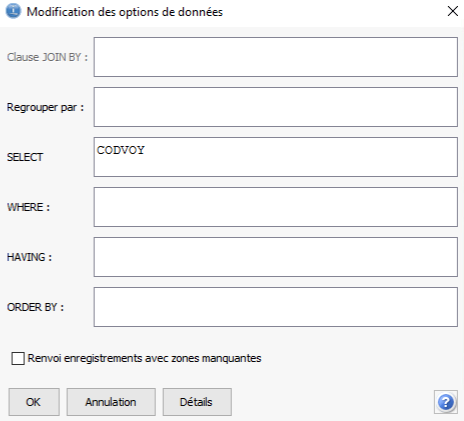 Modification des options de données
Clause JOIN BY :
Regrouper par :
SELECT CODVOY
WHERE :
HAVING :
ORDER BY :
Renvoi enregistrements avec zones manquantes
OK Annulation Détails ?